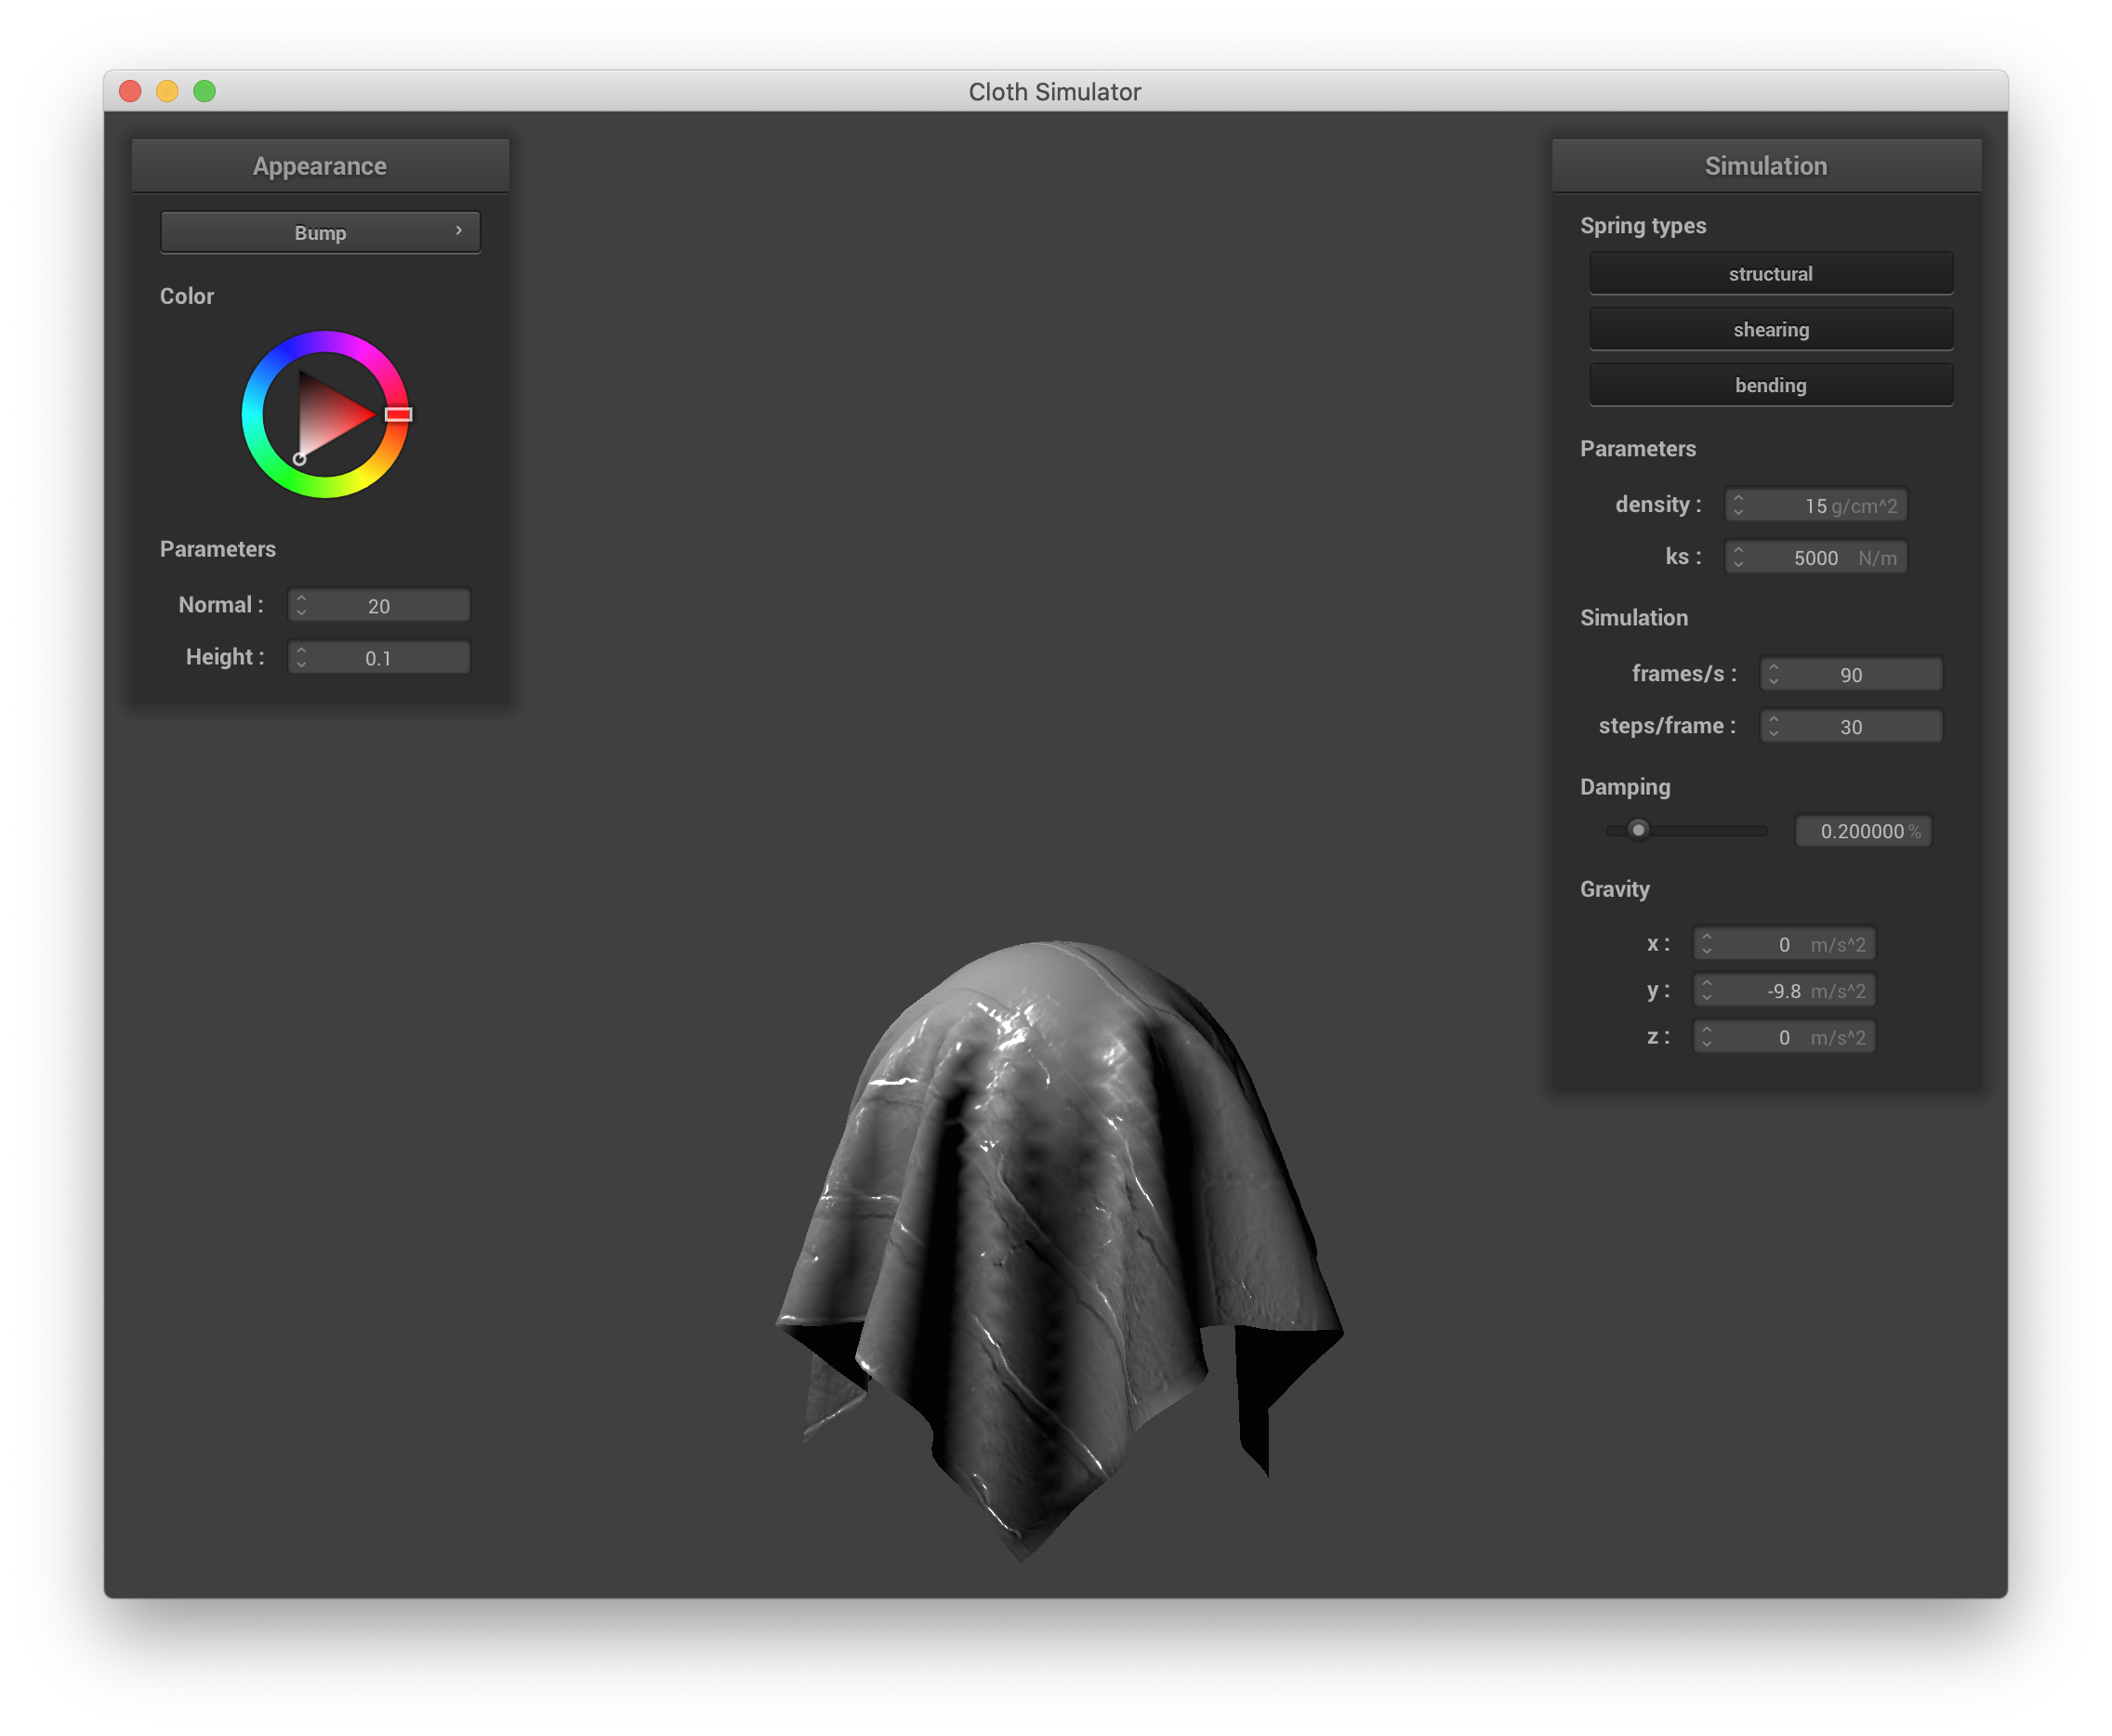 Cloth Simulator
Appearance
Bump
Color
Parameters
Normal : 20
Height : 0.1
Simulation
Spring types
structural
shearing
bending
Parameters
density : 15 g/cm^2
ks : 5000 N/m
Simulation
frames/s : 90
steps/frame : 30
Damping
0.200000 %
Gravity
x : 0 m/s^2
y : -9.8 m/s^2
z : 0 m/s^2